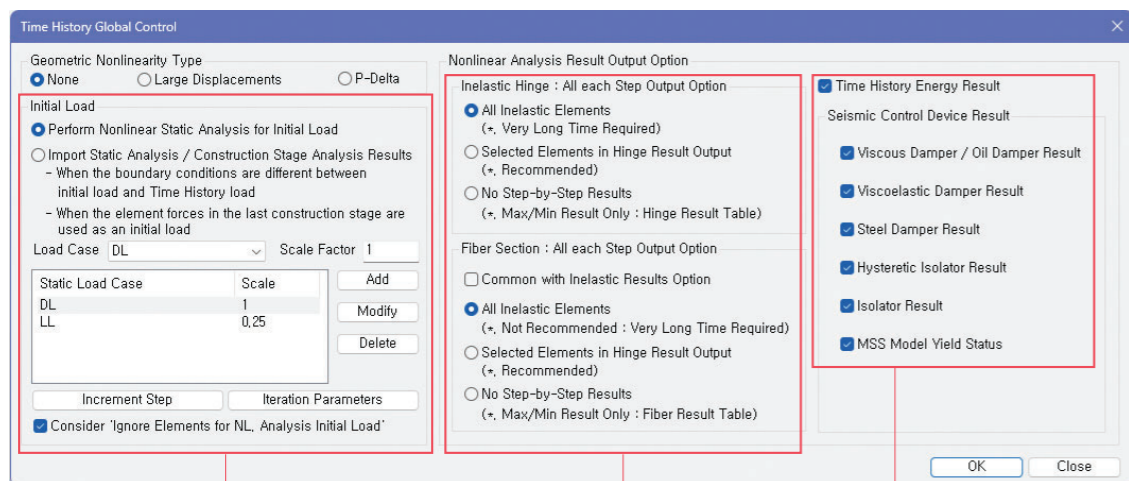 Time History Global Control
Geometric Nonlinearity Type
None
Large Displacements
P-Delta
Initial Load
Perform Nonlinear Static Analysis for Initial Load
Import Static Analysis / Construction Stage Analysis Results
- When the boundary conditions are different between
initial load and Time History load
- When the element forces in the last construction stage are
used as an initial load
Load Case DL
Scale Factor 1
Static Load Case Scale
DL 1
LL 0,25
Add
Modify
Delete
Increment Step
Iteration Parameters
Consider 'Ignore Elements for NL, Analysis Initial Load'
Nonlinear Analysis Result Output Option
Inelastic Hinge : All each Step Output Option
All Inelastic Elements
(*, Very Long Time Required)
Selected Elements in Hinge Result Output
(*, Recommended)
No Step-by-Step Results
(*, Max/Min Result Only : Hinge Result Table)
Fiber Section : All each Step Output Option
Common with Inelastic Results Option
All Inelastic Elements
(*, Not Recommended : Very Long Time Required)
Selected Elements in Hinge Result Output
(*, Recommended)
No Step-by-Step Results
(*, Max/Min Result Only : Fiber Result Table)
Time History Energy Result
Seismic Control Device Result
Viscous Damper / Oil Damper Result
Viscoelastic Damper Result
Steel Damper Result
Hysteretic Isolator Result
Isolator Result
MSS Model Yield Status
OK
Close